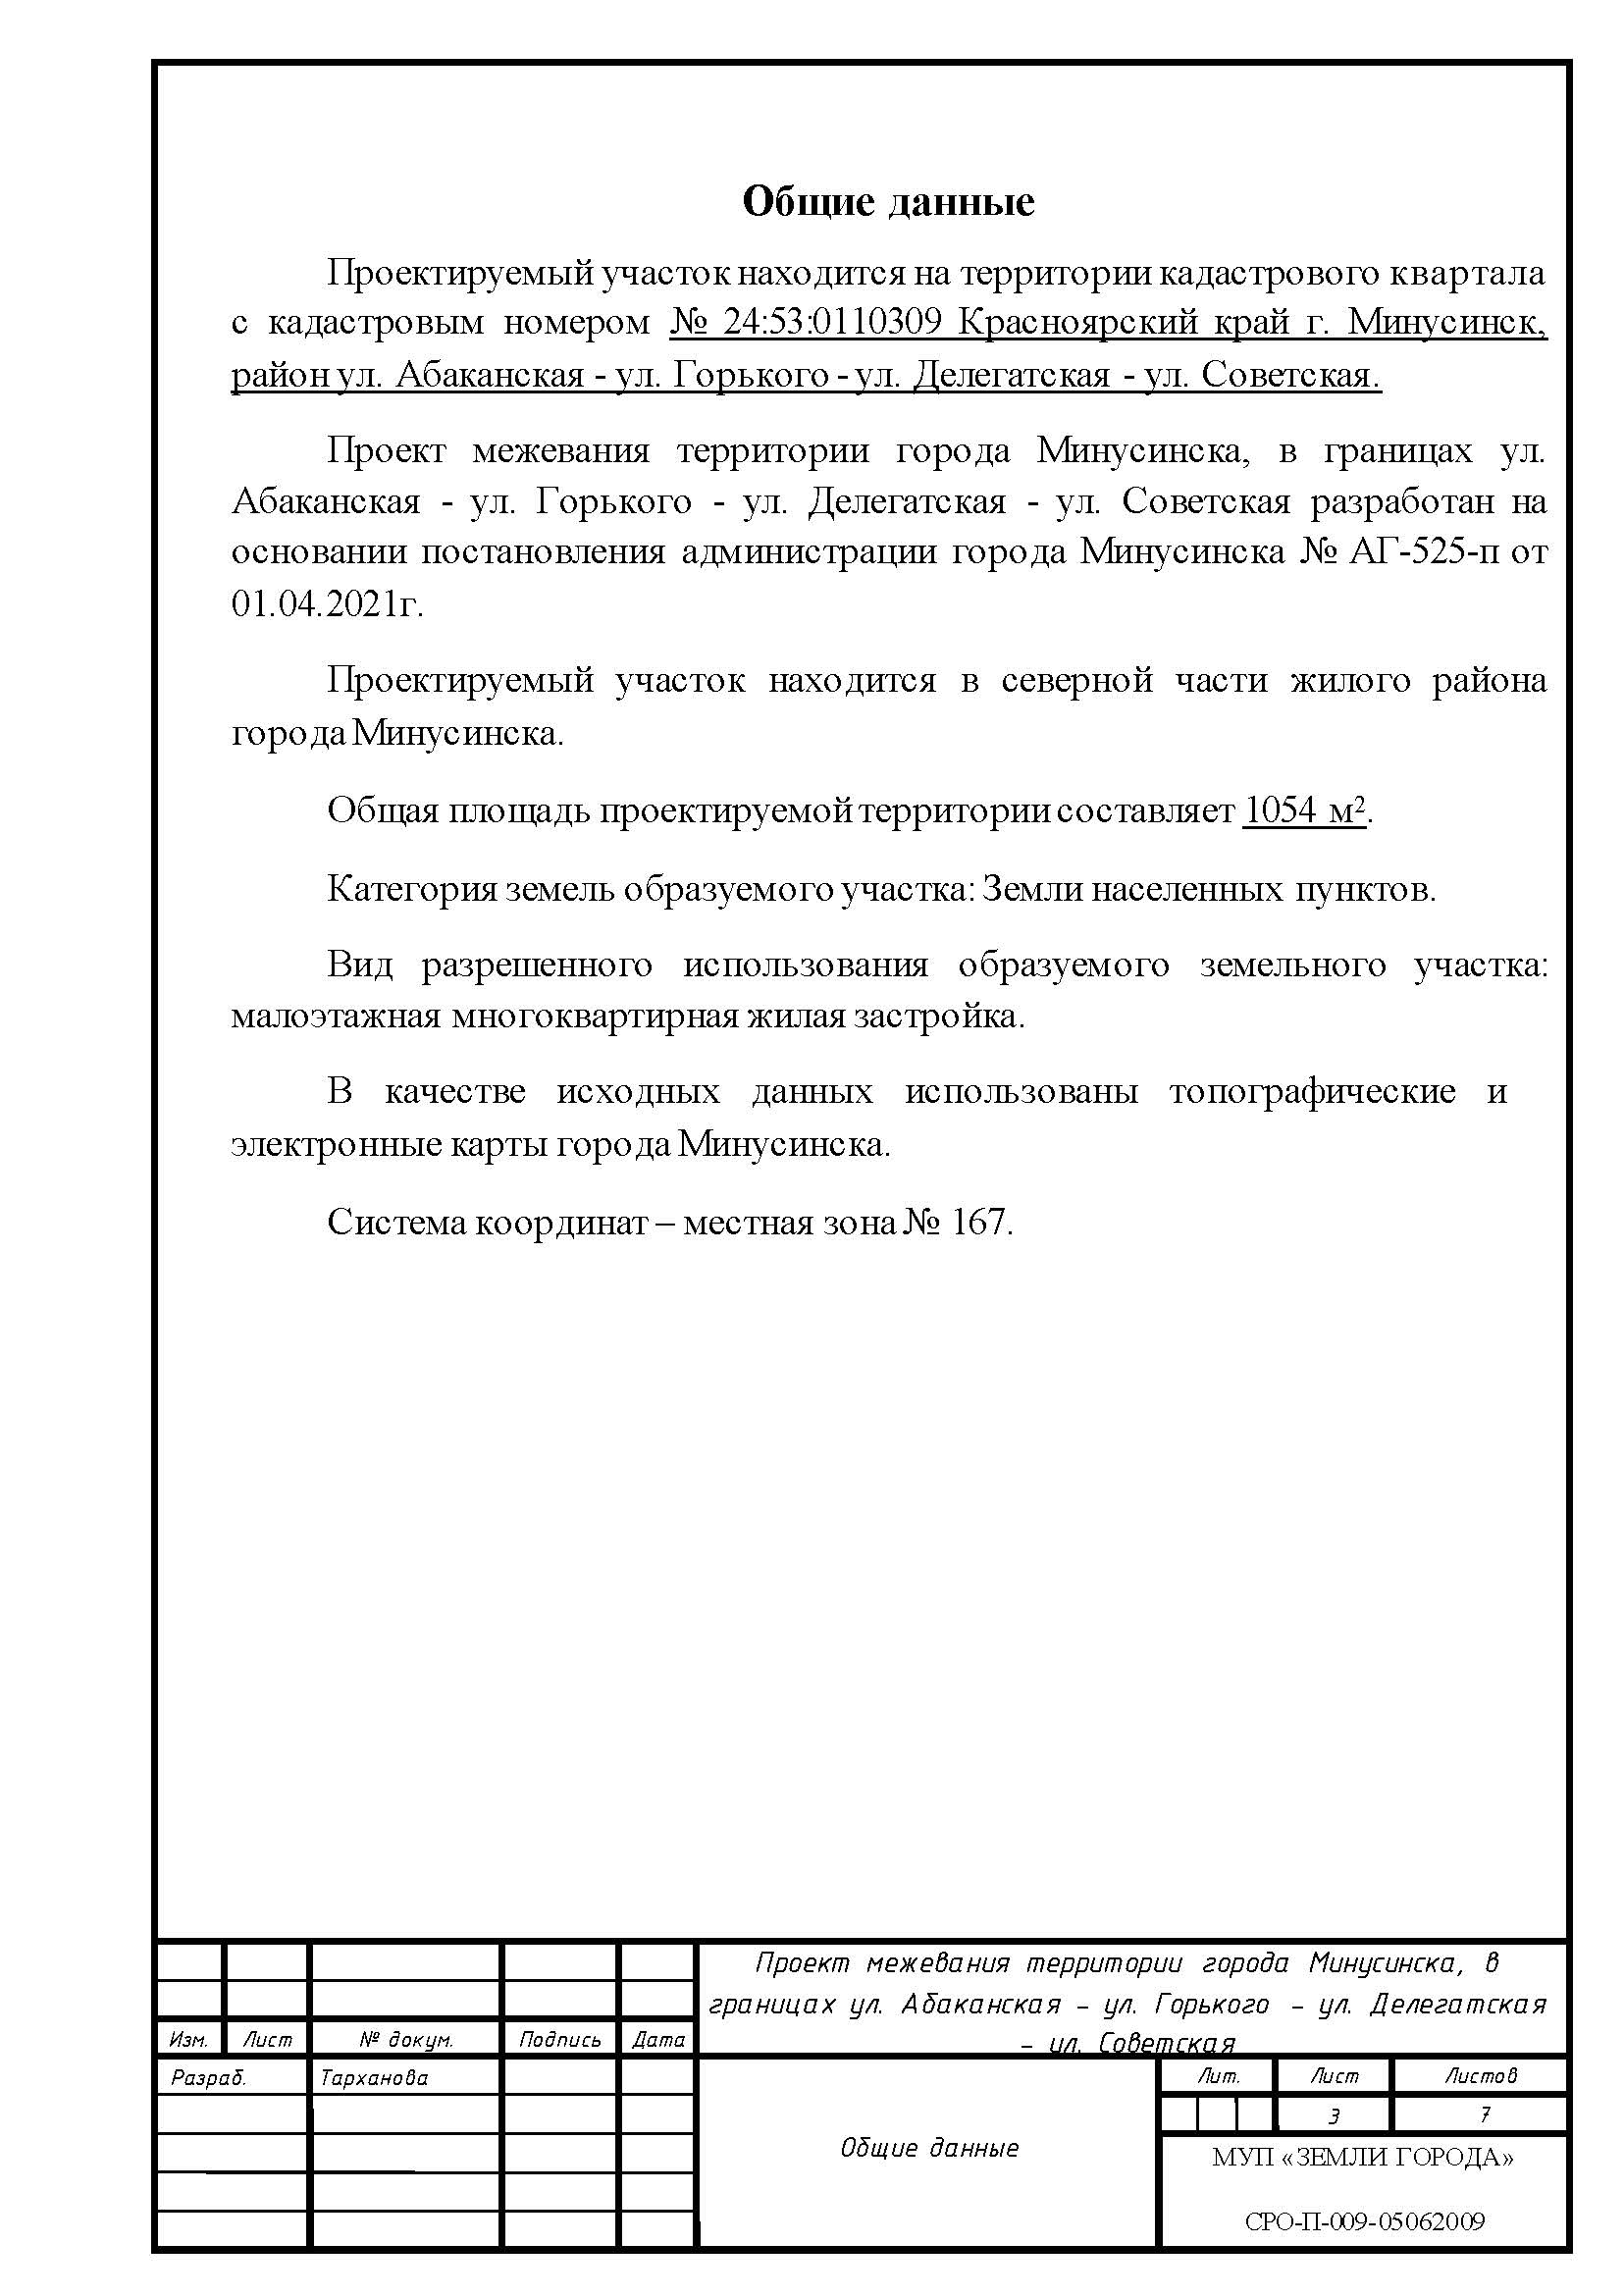 Общие данные
Проектируемый участок находится на территории кадастрового квартала
с кадастровым номером № 24:53:0110309 Красноярский край г. Минусинск,
район ул. Абаканская - ул. Горького - ул. Делегатская - ул. Советская.
Проект межевания территории города Минусинска, в границах ул.
Абаканская - ул. Горького - ул. Делегатская - ул. Советская разработан на
основании постановления администрации города Минусинска № АГ-525-п от
01.04.2021г.
Проектируемый участок находится в северной части жилого района
города Минусинска.
Общая площадь проектируемой территории составляет 1054 м².
Категория земель образуемого участка: Земли населенных пунктов.
Вид разрешенного использования образуемого земельного участка:
малоэтажная многоквартирная жилая застройка.
В качестве исходных данных использованы топографические и
электронные карты города Минусинска.
Система координат – местная зона № 167.
Проект межевания территории города Минусинска, в
границах ул. Абаканская - ул. Горького - ул. Делегатская
- ул. Советская
Изм. Лист № докум. Подпись Дата
Разраб. Тарханова
Общие данные
Лит. Лист Листов
3 7
МУП «ЗЕМЛИ ГОРОДА»
СРО-П-009-05062009